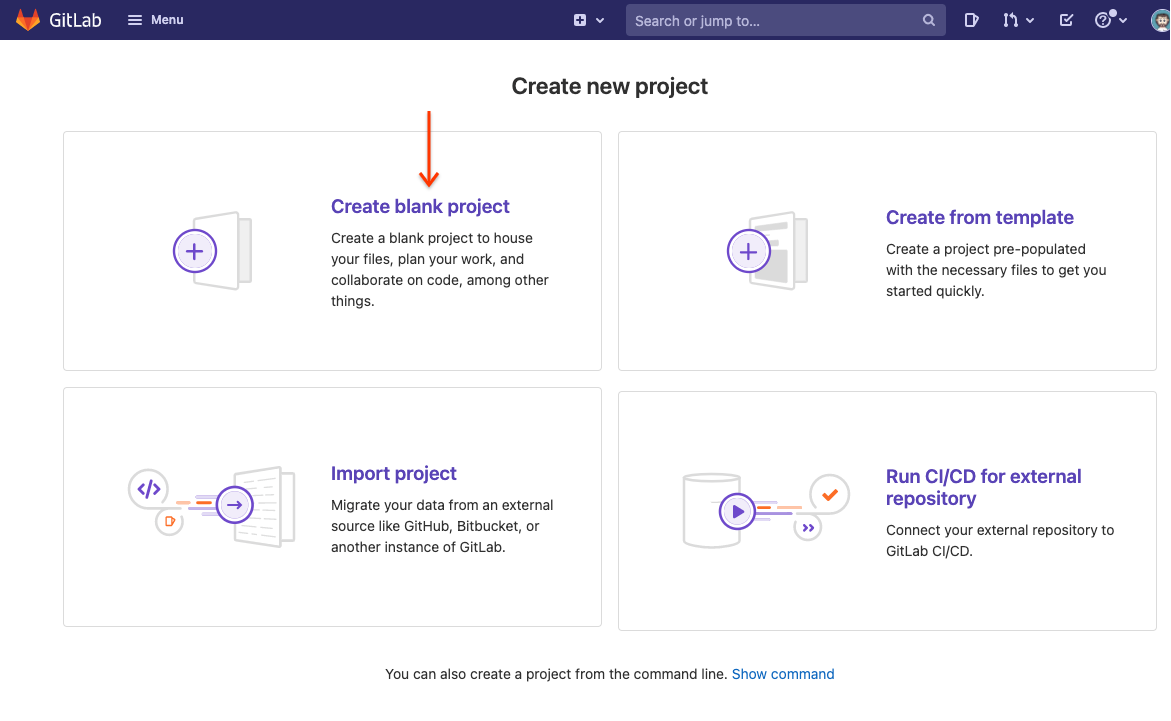 GitLab
Menu
Search or jump to...
Create new project
Create blank project
Create a blank project to house
your files, plan your work, and
collaborate on code, among other
things.
Create from template
Create a project pre-populated
with the necessary files to get you
started quickly.
Import project
Migrate your data from an external
source like GitHub, Bitbucket, or
another instance of GitLab.
Run CI/CD for external
repository
Connect your external repository to
GitLab CI/CD.
You can also create a project from the command line. Show command